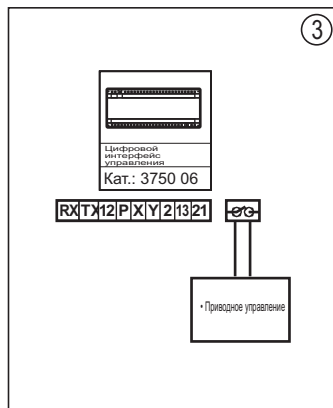 3
Цифровой
интерфейс
управления
Кат.: 3750 06
RX TX 12 P X Y 2 13 21
• Приводное управление